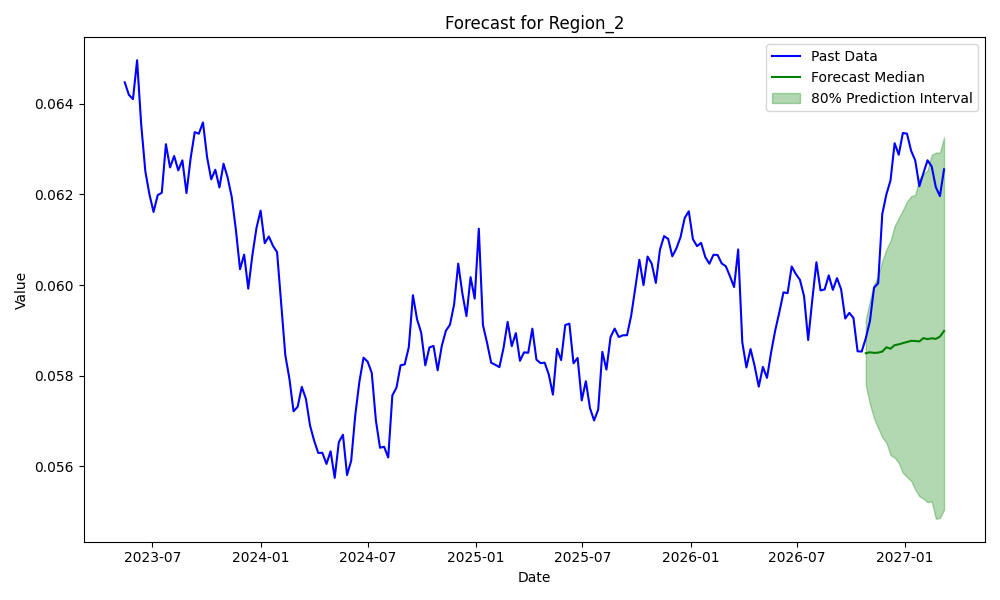 Forecast for Region_2
Past Data
Forecast Median
80% Prediction Interval
Value
0.064
0.062
0.060
0.058
0.056
2023-07 2024-01 2024-07 2025-01 2025-07 2026-01 2026-07 2027-01
Date